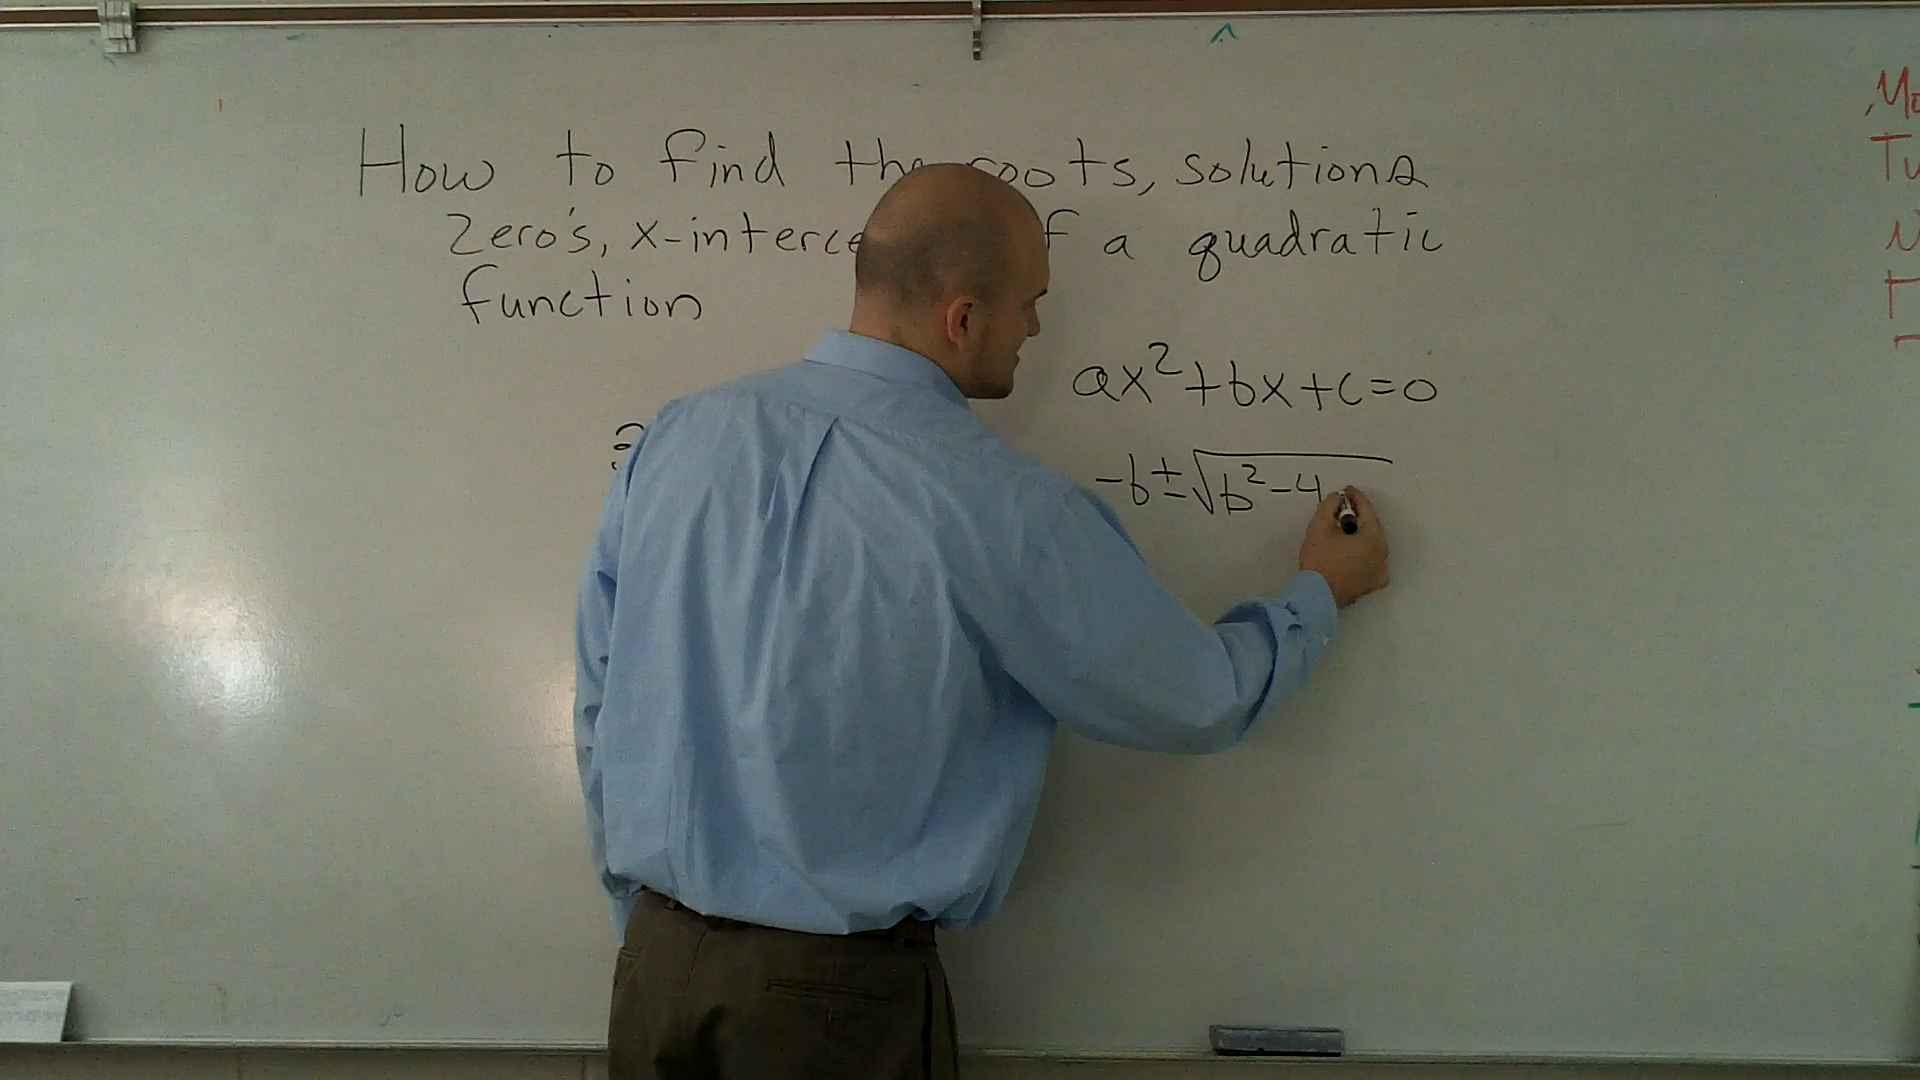 How to find the roots, solutions
zero's, x-interce f a quadratic
function
ax²+bx+c=0
-b±√b²-4